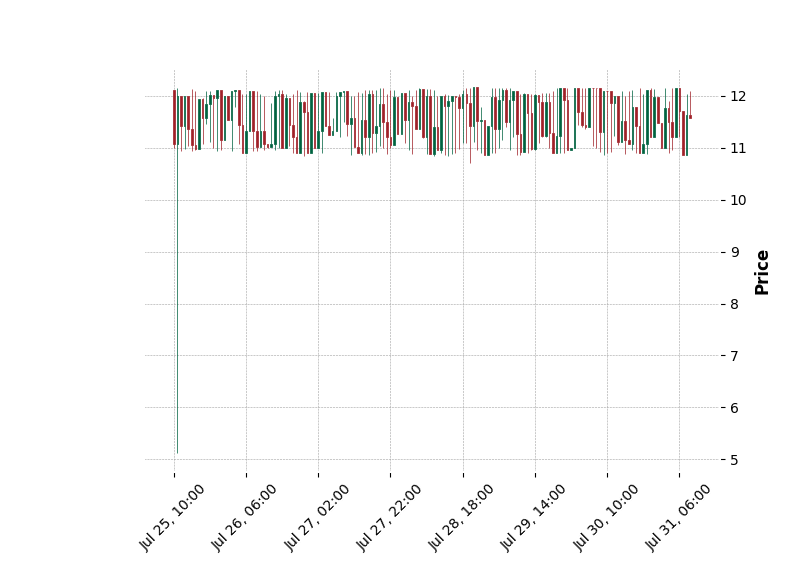 12
11
10
9
8
7
6
5
Price
Jul 25, 10:00
Jul 26, 06:00
Jul 27, 02:00
Jul 27, 22:00
Jul 28, 18:00
Jul 29, 14:00
Jul 30, 10:00
Jul 31, 06:00